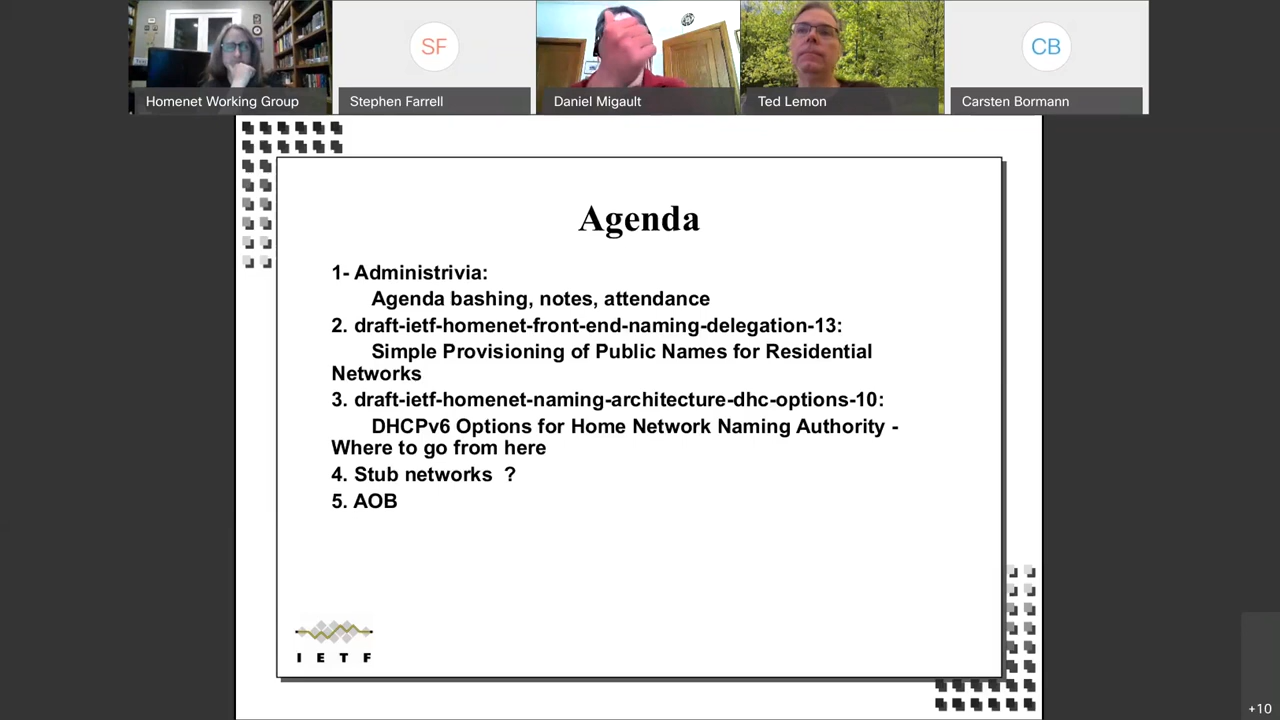 SF
CB
Homenet Working Group
Stephen Farrell
Daniel Migault
Ted Lemon
Carsten Bormann
Agenda
1- Administrivia:
Agenda bashing, notes, attendance
2. draft-ietf-homenet-front-end-naming-delegation-13:
Simple Provisioning of Public Names for Residential
Networks
3. draft-ietf-homenet-naming-architecture-dhc-options-10:
DHCPv6 Options for Home Network Naming Authority -
Where to go from here
4. Stub networks ?
5. AOB
I E T F
+10